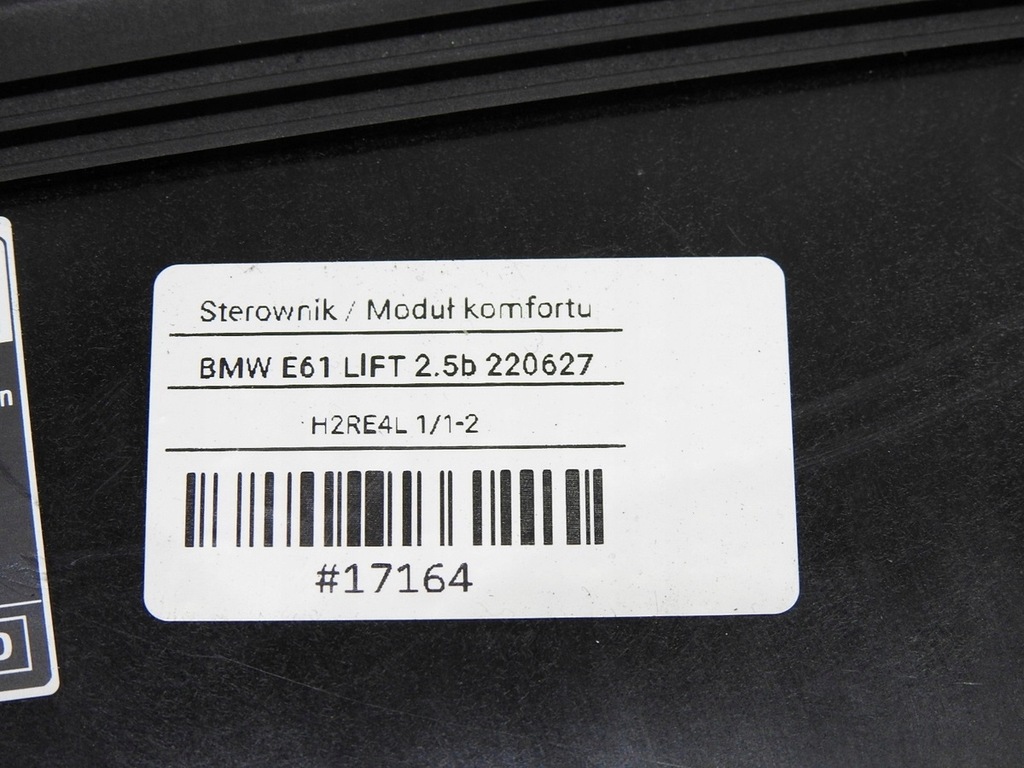 Sterownik / Moduł komfortu
BMW E61 LIFT 2.5b 220627
H2RE4L 1/1-2
#17164